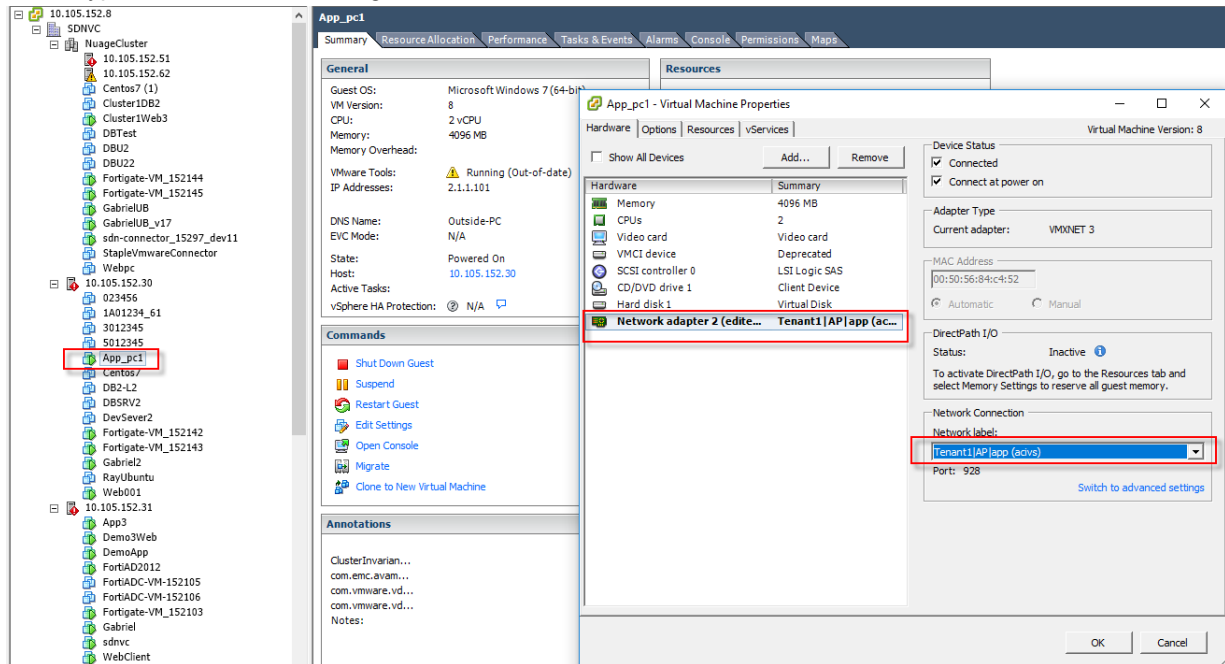 10.105.152.8
SDNVC
NuageCluster
10.105.152.51
10.105.152.62
Centos7 (1)
Cluster1DB2
Cluster1Web3
DBTest
DBU2
DBU22
Fortigate-VM_152144
Fortigate-VM_152145
GabrielUB
GabrielUB_v17
sdn-connector_15297_dev11
StapleVmwareConnector
Webpc
10.105.152.30
023456
1A01234_61
3012345
5012345
App_pc1
Centos7
DB2-L2
DBSRV2
DevSever2
Fortigate-VM_152142
Fortigate-VM_152143
Gabriel2
RayUbuntu
Web001
10.105.152.31
App3
Demo3Web
DemoApp
FortiAD2012
FortiADC-VM-152105
FortiADC-VM-152106
Fortigate-VM_152103
Gabriel
sdnvc
WebClient
App_pc1
Summary Resource Allocation Performance Tasks & Events Alarms Console Permissions Maps
General
Guest OS: Microsoft Windows 7 (64-bit)
VM Version: 8
CPU: 2 vCPU
Memory: 4096 MB
Memory Overhead:
VMware Tools: Running (Out-of-date)
IP Addresses: 2.1.1.101
DNS Name: Outside-PC
EVC Mode: N/A
State: Powered On
Host: 10.105.152.30
Active Tasks:
vSphere HA Protection: N/A
Commands
Shut Down Guest
Suspend
Restart Guest
Edit Settings
Open Console
Migrate
Clone to New Virtual Machine
Annotations
ClusterInvarian...
com.emc.avam...
com.vmware.vd...
com.vmware.vd...
Notes:
Resources
App_pc1 - Virtual Machine Properties
Hardware Options Resources vServices
Virtual Machine Version: 8
Show All Devices Add... Remove
Hardware Summary
Memory 4096 MB
CPUs 2
Video card Video card
VMCI device Deprecated
SCSI controller 0 LSI Logic SAS
CD/DVD drive 1 Client Device
Hard disk 1 Virtual Disk
Network adapter 2 (edite... Tenant1|AP|app (ac...
Device Status
Connected
Connect at power on
Adapter Type
Current adapter: VMXNET 3
MAC Address
00:50:56:84:c4:52
Automatic Manual
DirectPath I/O
Status: Inactive
To activate DirectPath I/O, go to the Resources tab and
select Memory Settings to reserve all guest memory.
Network Connection
Network label:
Tenant1|AP|app (acivs)
Port: 928
Switch to advanced settings
OK Cancel